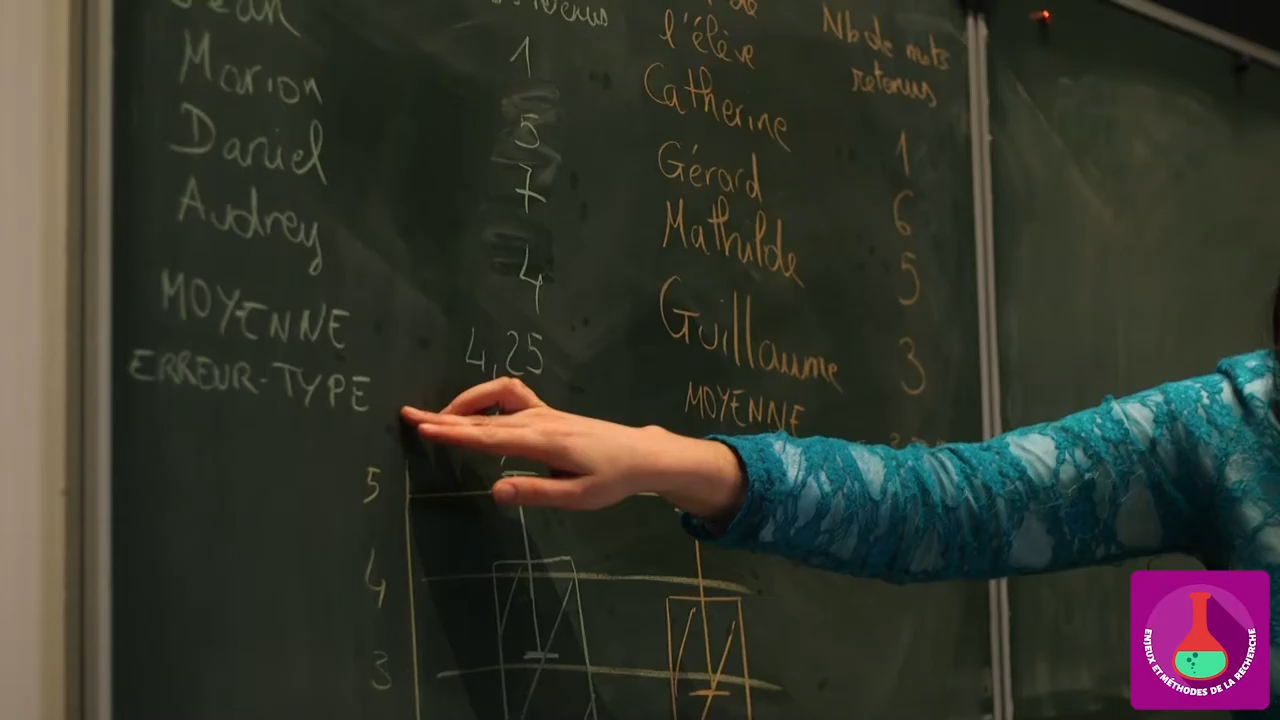 Jean
Marion
Daniel
Audrey
MOYENNE
ERREUR-TYPE
1
5
7
4
4,25
l'élève
Catherine
Gérard
Mathilde
Guillaume
MOYENNE
Nb de mots
retenus
1
6
5
3
5
4
3
ENJEUX ET MÉTHODES DE LA RECHERCHE